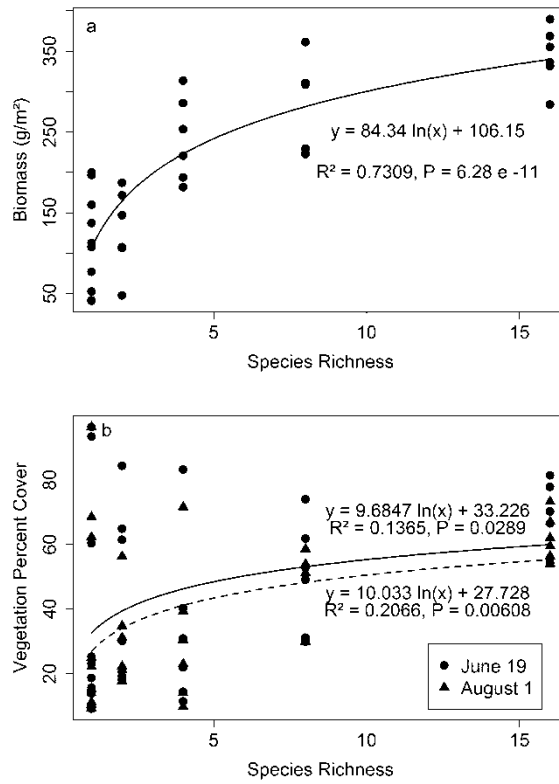 a
350
250
150
50
Biomass (g/m²)
y = 84.34 ln(x) + 106.15
R² = 0.7309, P = 6.28 e -11
5
10
15
Species Richness
b
80
60
40
20
Vegetation Percent Cover
y = 9.6847 ln(x) + 33.226
R² = 0.1365, P = 0.0289
y = 10.033 ln(x) + 27.728
R² = 0.2066, P = 0.00608
June 19
August 1
5
10
15
Species Richness